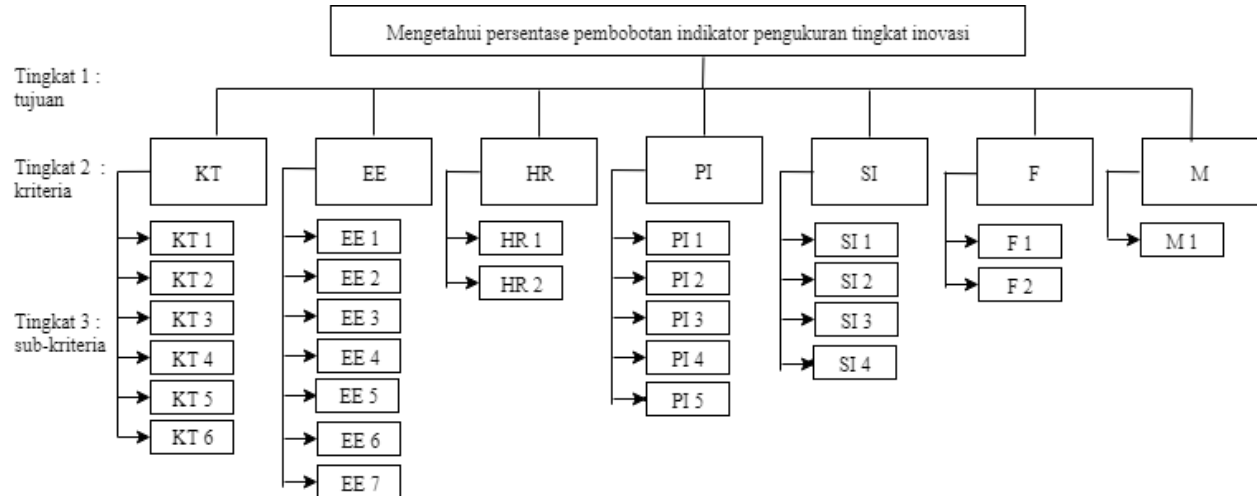 Mengetahui persentase pembobotan indikator pengukuran tingkat inovasi
Tingkat 1 :
tujuan
Tingkat 2 :
kriteria
KT
EE
HR
PI
SI
F
M
Tingkat 3 :
sub-kriteria
KT 1
KT 2
KT 3
KT 4
KT 5
KT 6
EE 1
EE 2
EE 3
EE 4
EE 5
EE 6
EE 7
HR 1
HR 2
PI 1
PI 2
PI 3
PI 4
PI 5
SI 1
SI 2
SI 3
SI 4
F 1
F 2
M 1